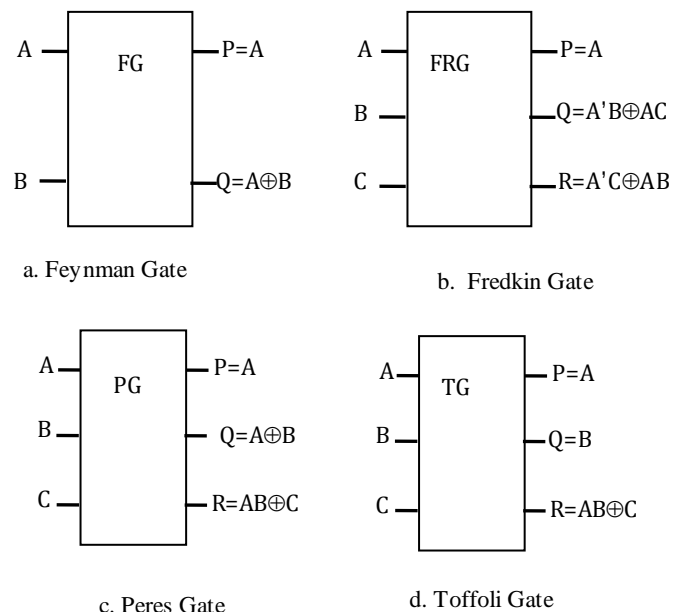 A FG P=A
B Q=A⊕B
a. Feynman Gate
A FRG P=A
B Q=A'B⊕AC
C R=A'C⊕AB
b. Fredkin Gate
A PG P=A
B Q=A⊕B
C R=AB⊕C
c. Peres Gate
A TG P=A
B Q=B
C R=AB⊕C
d. Toffoli Gate